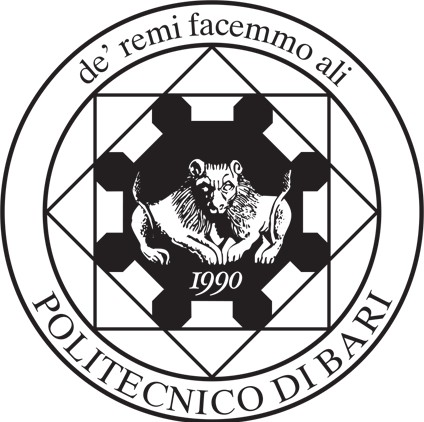 de' remi facemmo ali
1990
POLITECNICO DI BARI